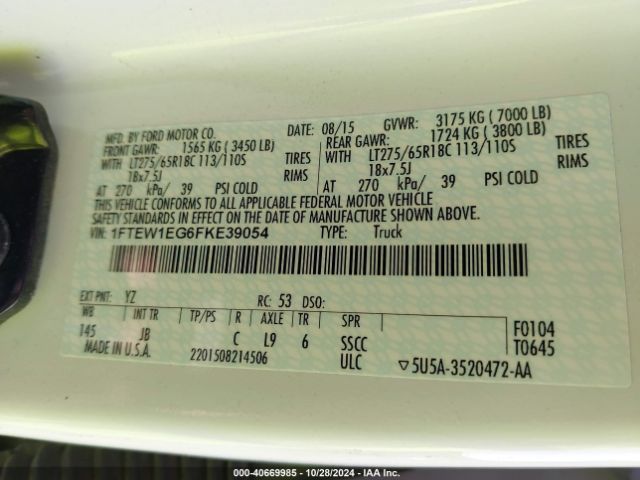 MFD. BY FORD MOTOR CO. DATE: 08/15 GVWR: 3175 KG ( 7000 LB)
FRONT GAWR: 1565 KG ( 3450 LB) REAR GAWR: 1724 KG ( 3800 LB)
WITH LT275/65R18C 113/110S TIRES WITH LT275/65R18C 113/110S TIRES
18x7.5J RIMS 18x7.5J RIMS
AT 270 kPa/ 39 PSI COLD AT 270 kPa/ 39 PSI COLD
THIS VEHICLE CONFORMS TO ALL APPLICABLE FEDERAL MOTOR VEHICLE
SAFETY STANDARDS IN EFFECT ON THE DATE OF MANUFACTURE SHOWN ABOVE.
VIN: 1FTEW1EG6FKE39054 TYPE: Truck
EXT PNT: YZ RC: 53 DSO:
WB INT TR TP/PS R AXLE TR SPR
145 JB C L9 6 SSCC F0104
MADE IN U.S.A. 2201508214506 ULC T0645
▽5U5A-3520472-AA
000-40669985 - 10/28/2024 - IAA Inc.